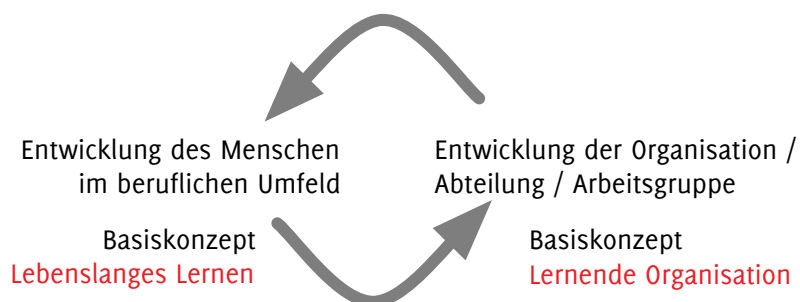 Entwicklung des Menschen
im beruflichen Umfeld
Basiskonzept
Lebenslanges Lernen
Entwicklung der Organisation /
Abteilung / Arbeitsgruppe
Basiskonzept
Lernende Organisation